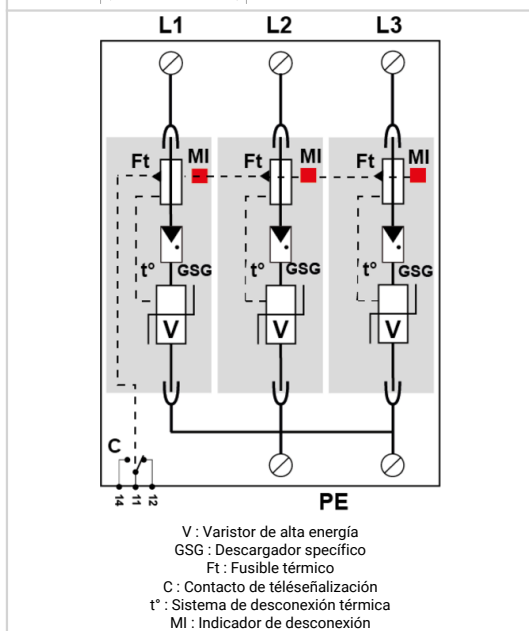 L1 L2 L3
Ft MI Ft MI Ft MI
t° GSG t° GSG t° GSG
V V V
C
14 11 12
PE
V : Varistor de alta energía
GSG : Descargador specífico
Ft : Fusible térmico
C : Contacto de téléseñalización
t° : Sistema de desconexión térmica
MI : Indicador de desconexión